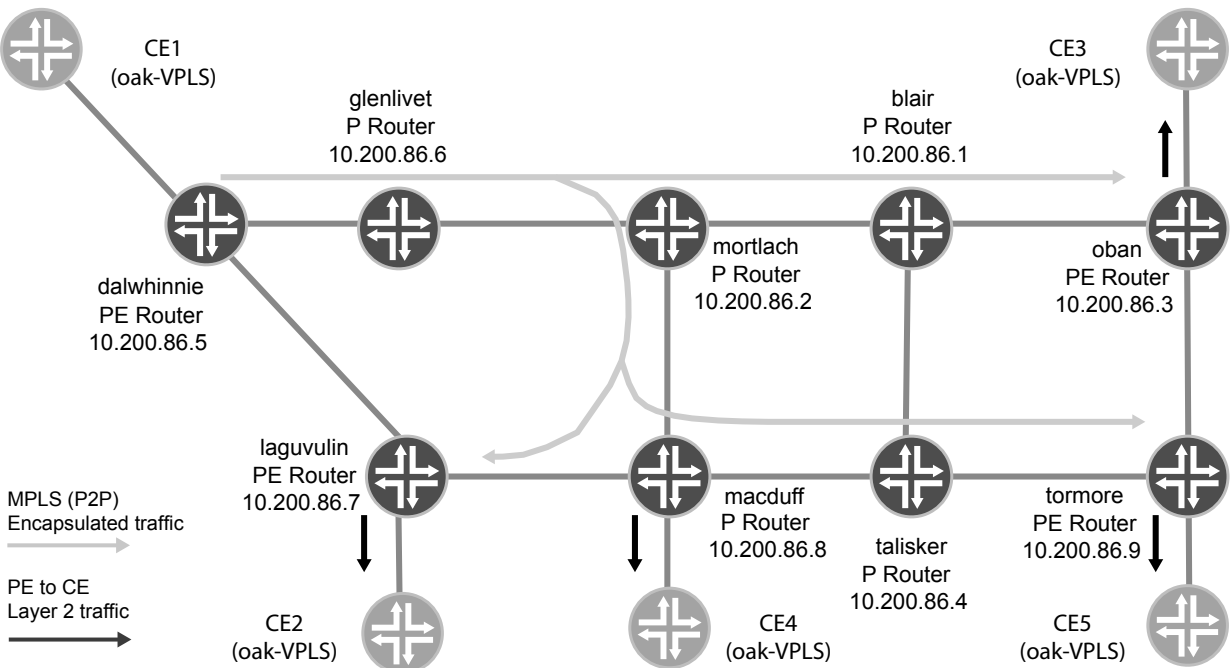 CE1
(oak-VPLS)
CE3
(oak-VPLS)
glenlivet
P Router
10.200.86.6
blair
P Router
10.200.86.1
dalwhinnie
PE Router
10.200.86.5
mortlach
P Router
10.200.86.2
oban
PE Router
10.200.86.3
laguvulin
PE Router
10.200.86.7
macduff
P Router
10.200.86.8
talisker
P Router
10.200.86.4
tormore
PE Router
10.200.86.9
MPLS (P2P)
Encapsulated traffic
PE to CE
Layer 2 traffic
CE2
(oak-VPLS)
CE4
(oak-VPLS)
CE5
(oak-VPLS)